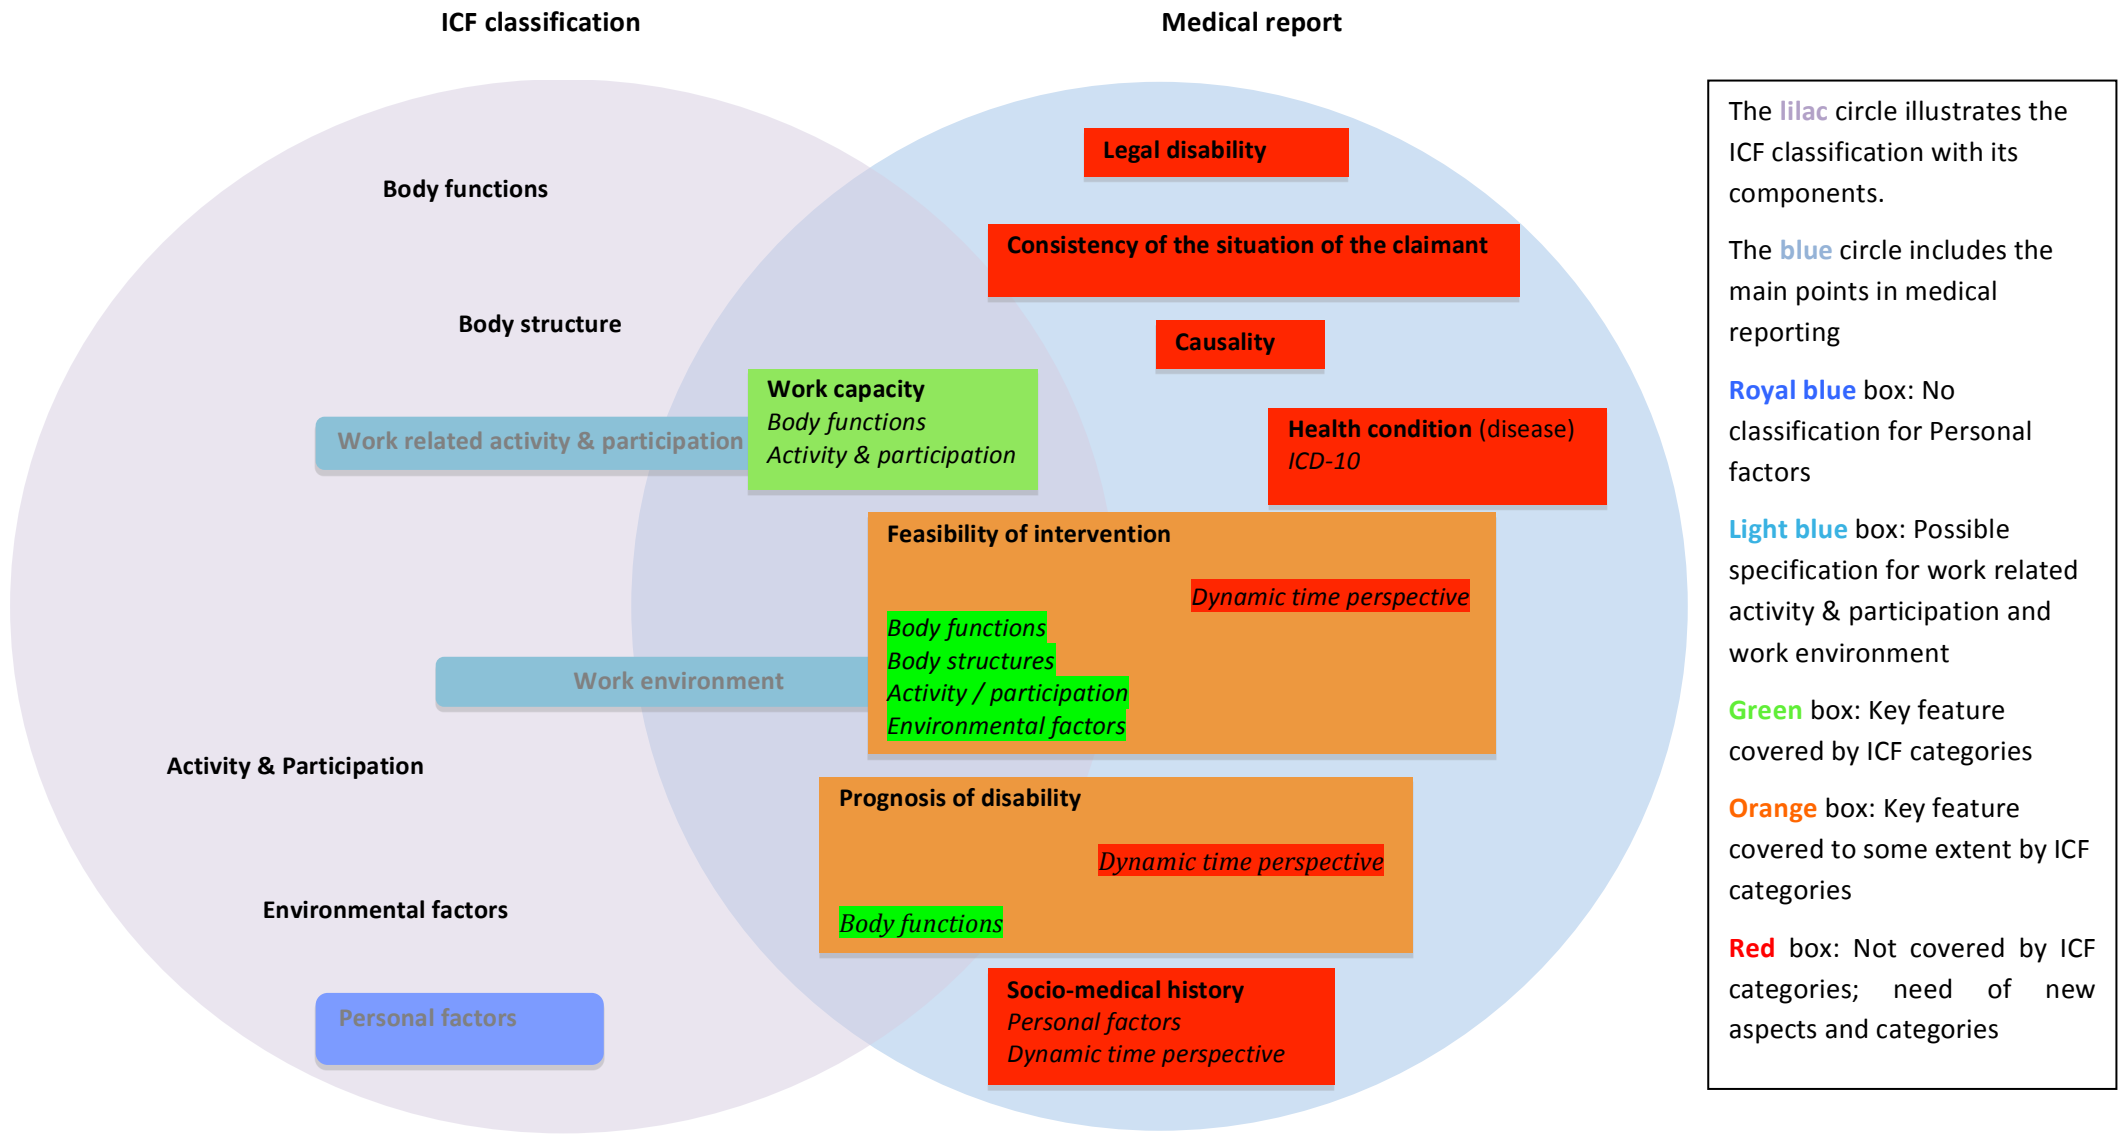 ICF classification
Medical report
Body functions
Body structure
Work related activity & participation
Work environment
Activity & Participation
Environmental factors
Personal factors
Legal disability
Consistency of the situation of the claimant
Causality
Work capacity
Body functions
Activity & participation
Health condition (disease)
ICD-10
Feasibility of intervention
Dynamic time perspective
Body functions
Body structures
Activity / participation
Environmental factors
Prognosis of disability
Dynamic time perspective
Body functions
Socio-medical history
Personal factors
Dynamic time perspective
The lilac circle illustrates the
ICF classification with its
components.
The blue circle includes the
main points in medical
reporting
Royal blue box: No
classification for Personal
factors
Light blue box: Possible
specification for work related
activity & participation and
work environment
Green box: Key feature
covered by ICF categories
Orange box: Key feature
covered to some extent by ICF
categories
Red box: Not covered by ICF
categories; need of new
aspects and categories